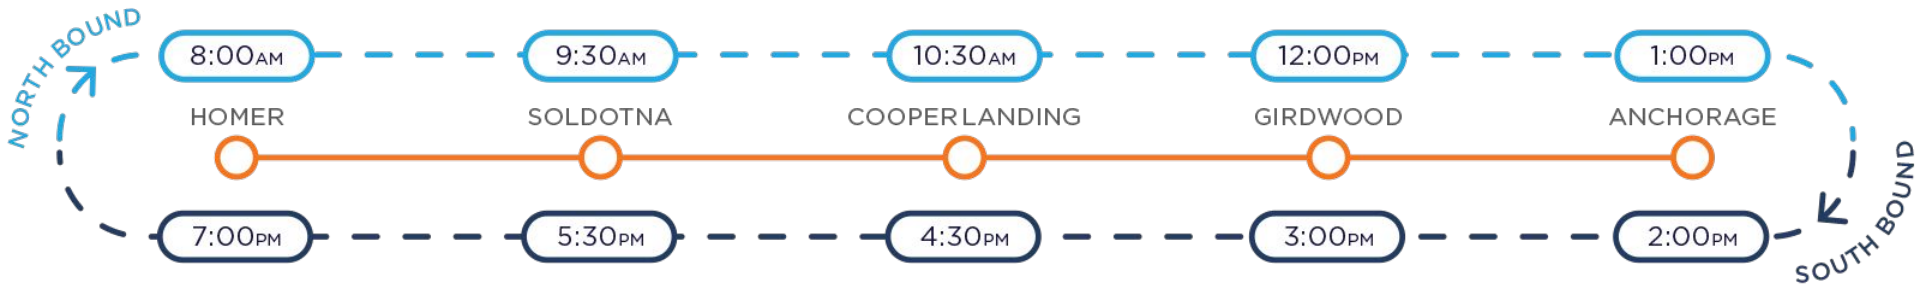 NORTH BOUND
8:00AM 9:30AM 10:30AM 12:00PM 1:00PM
HOMER SOLDOTNA COOPER LANDING GIRDWOOD ANCHORAGE
7:00PM 5:30PM 4:30PM 3:00PM 2:00PM
SOUTH BOUND